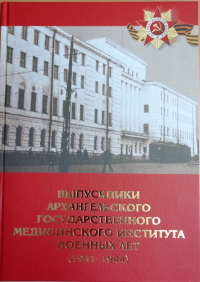 ВЫПУСКНИКИ
АРХАНГЕЛЬСКОГО
ГОСУДАРСТВЕННОГО
МЕДИЦИНСКОГО ИНСТИТУТА
ВОЕННЫХ ЛЕТ
(1941-1944)